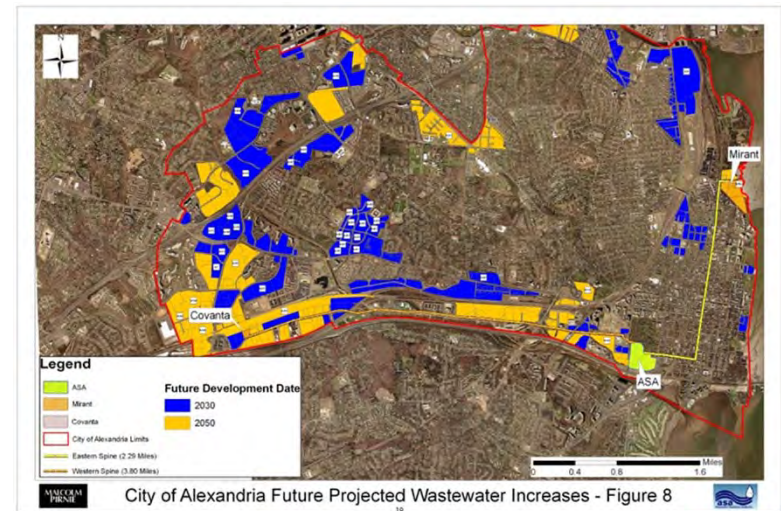 N
Mirant
Covanta
ASA
Legend
ASA
Mirant
Covanta
City of Alexandria Limits
Eastern Spine (2.29 Miles)
Western Spine (3.80 Miles)
Future Development Date
2030
2050
Miles
0 0.4 0.8 1.6
MALCOLM
PIRNIE
City of Alexandria Future Projected Wastewater Increases - Figure 8
asa
19